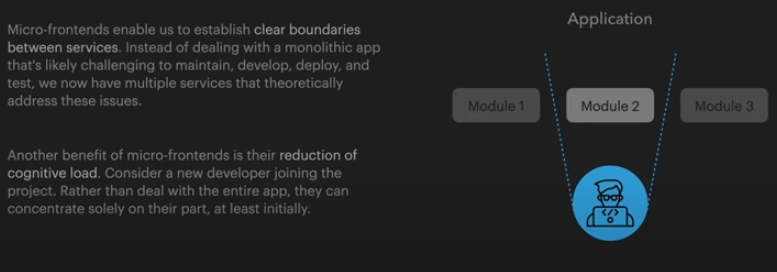 Application
Micro-frontends enable us to establish clear boundaries
between services. Instead of dealing with a monolithic app
that's likely challenging to maintain, develop, deploy, and
test, we now have multiple services that theoretically
address these issues.
Module 1
Module 2
Module 3
Another benefit of micro-frontends is their reduction of
cognitive load. Consider a new developer joining the
project. Rather than deal with the entire app, they can
concentrate solely on their part, at least initially.